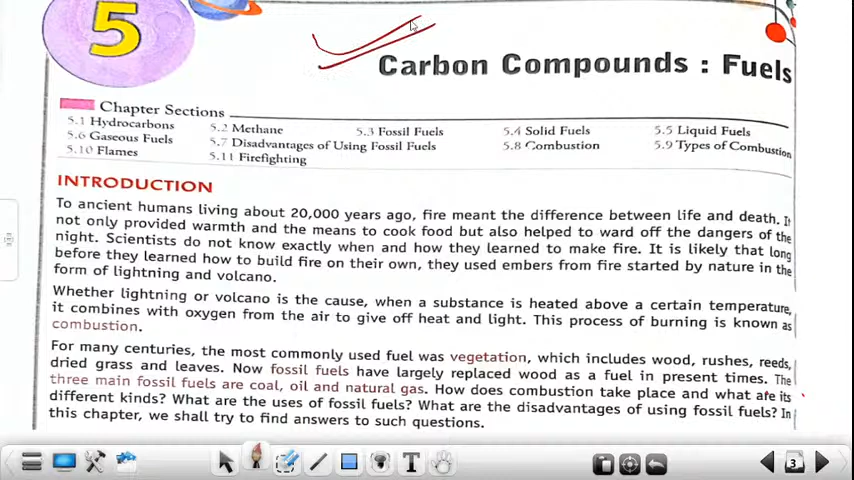 5
Carbon Compounds : Fuels
Chapter Sections
5.1 Hydrocarbons 5.2 Methane 5.3 Fossil Fuels 5.4 Solid Fuels 5.5 Liquid Fuels
5.6 Gaseous Fuels 5.7 Disadvantages of Using Fossil Fuels 5.8 Combustion 5.9 Types of Combustion
5.10 Flames 5.11 Firefighting
INTRODUCTION
To ancient humans living about 20,000 years ago, fire meant the difference between life and death. It
not only provided warmth and the means to cook food but also helped to ward off the dangers of the
night. Scientists do not know exactly when and how they learned to make fire. It is likely that long
before they learned how to build fire on their own, they used embers from fire started by nature in the
form of lightning and volcano.
Whether lightning or volcano is the cause, when a substance is heated above a certain temperature,
it combines with oxygen from the air to give off heat and light. This process of burning is known as
combustion.
For many centuries, the most commonly used fuel was vegetation, which includes wood, rushes, reeds,
dried grass and leaves. Now fossil fuels have largely replaced wood as a fuel in present times. The
three main fossil fuels are coal, oil and natural gas. How does combustion take place and what are its
different kinds? What are the uses of fossil fuels? What are the disadvantages of using fossil fuels? In
this chapter, we shall try to find answers to such questions.
T
3